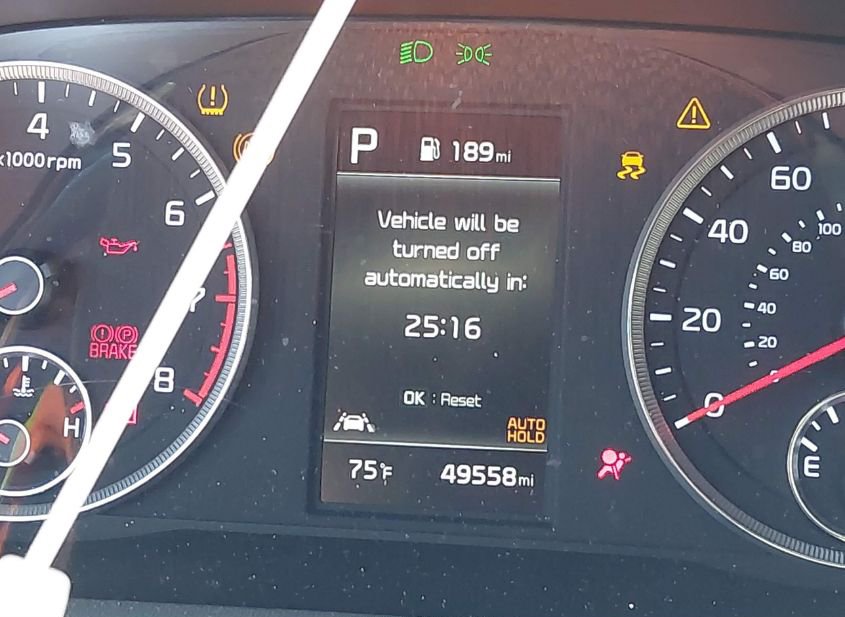 P 189mi
Vehicle will be
turned off
automatically in:
25:16
OK : Reset
AUTO
HOLD
75°F 49558mi
4
x1000rpm 5
6
7
8
P
BRAKE
H
60
40
20
0
100
80
60
40
20
E